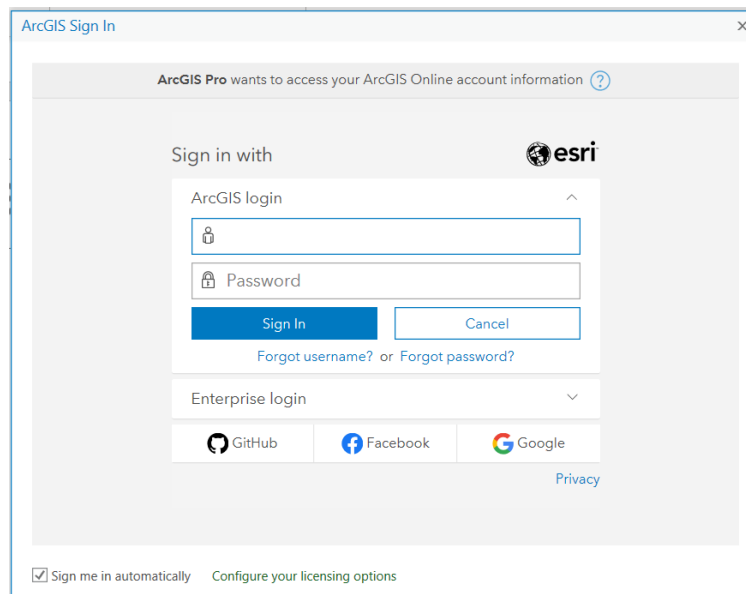 ArcGIS Sign In
ArcGIS Pro wants to access your ArcGIS Online account information ?
Sign in with esri
ArcGIS login
Password
Sign In Cancel
Forgot username? or Forgot password?
Enterprise login
GitHub Facebook Google
Privacy
Sign me in automatically Configure your licensing options